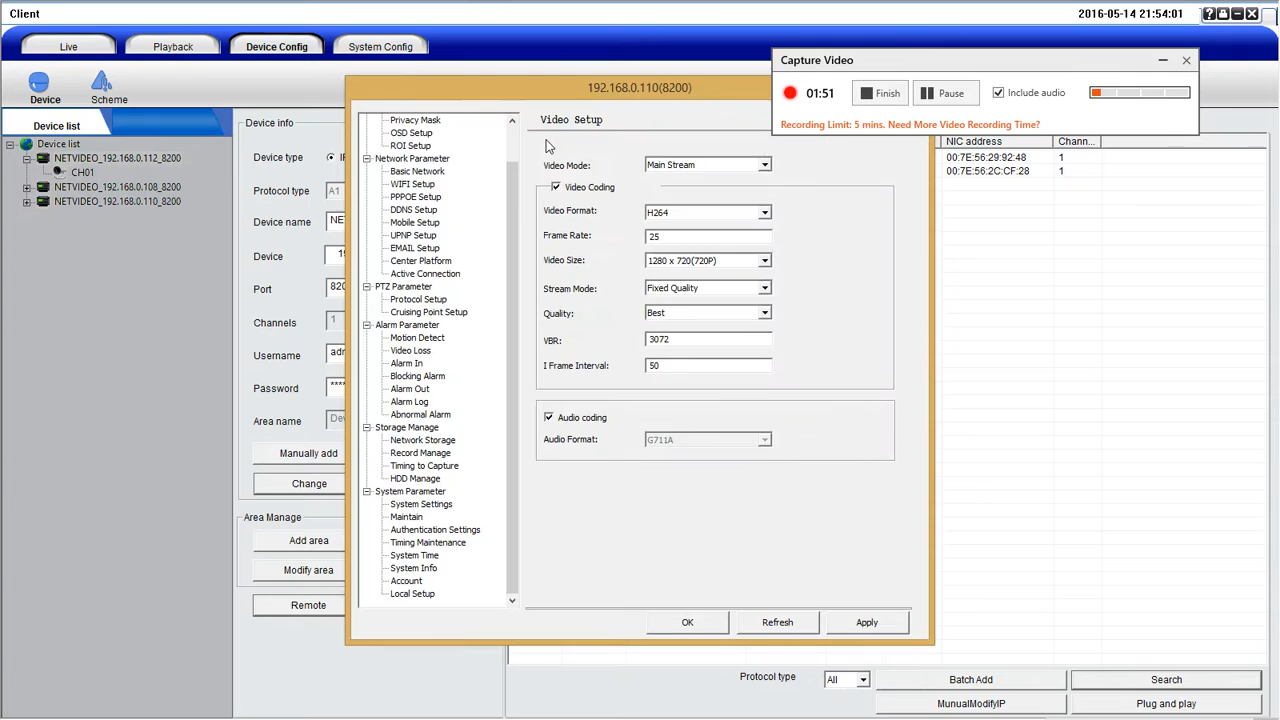 Client
2016-05-14 21:54:01
Live
Playback
Device Config
System Config
Device
Scheme
Capture Video
01:51
Finish
Pause
Include audio
Recording Limit: 5 mins. Need More Video Recording Time?
Device list
Device list
NETVIDEO_192.168.0.112_8200
CH01
NETVIDEO_192.168.0.108_8200
NETVIDEO_192.168.0.110_8200
Device info
Device type
Protocol type
A1
Device name
NE
Device
19
Port
820
Channels
1
Username
adm
Password
****
Area name
Dev
Manually add
Change
Area Manage
Add area
Modify area
Remote
192.168.0.110(8200)
Privacy Mask
OSD Setup
ROI Setup
Network Parameter
Basic Network
WIFI Setup
PPPOE Setup
DDNS Setup
Mobile Setup
UPNP Setup
EMAIL Setup
Center Platform
Active Connection
PTZ Parameter
Protocol Setup
Cruising Point Setup
Alarm Parameter
Motion Detect
Video Loss
Alarm In
Blocking Alarm
Alarm Out
Alarm Log
Abnormal Alarm
Storage Manage
Network Storage
Record Manage
Timing to Capture
HDD Manage
System Parameter
System Settings
Maintain
Authentication Settings
Timing Maintenance
System Time
System Info
Account
Local Setup
Video Setup
Video Mode:
Main Stream
Video Coding
Video Format:
H264
Frame Rate:
25
Video Size:
1280 x 720(720P)
Stream Mode:
Fixed Quality
Quality:
Best
VBR:
3072
I Frame Interval:
50
Audio coding
Audio Format:
G711A
OK
Refresh
Apply
NIC address
Chann...
00:7E:56:29:92:48
1
00:7E:56:2C:CF:28
1
Protocol type
All
Batch Add
Search
MunualModifyIP
Plug and play